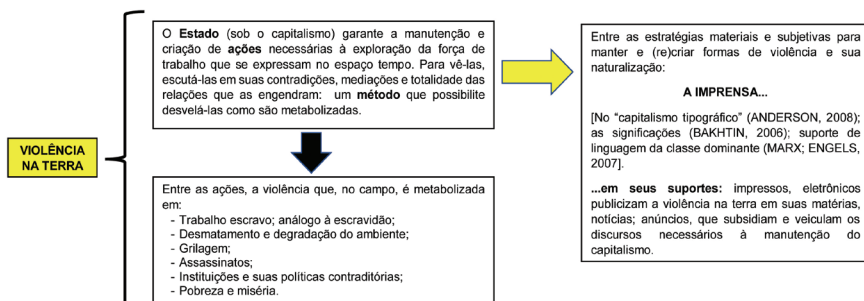 VIOLÊNCIA
NA TERRA
O Estado (sob o capitalismo) garante a manutenção e
criação de ações necessárias à exploração da força de
trabalho que se expressam no espaço tempo. Para vê-las,
escutá-las em suas contradições, mediações e totalidade das
relações que as engendram: um método que possibilite
desvelá-las como são metabolizadas.
Entre as ações, a violência que, no campo, é metabolizada
em:
- Trabalho escravo; análogo à escravidão;
- Desmatamento e degradação do ambiente;
- Grilagem;
- Assassinatos;
- Instituições e suas políticas contraditórias;
- Pobreza e miséria.
Entre as estratégias materiais e subjetivas para
manter e (re)criar formas de violência e sua
naturalização:
A IMPRENSA...
[No “capitalismo tipográfico” (ANDERSON, 2008);
as significações (BAKHTIN, 2006); suporte de
linguagem da classe dominante (MARX; ENGELS,
2007].
...em seus suportes: impressos, eletrônicos
publicizam a violência na terra em suas matérias,
notícias; anúncios, que subsidiam e veiculam os
discursos necessários à manutenção do
capitalismo.